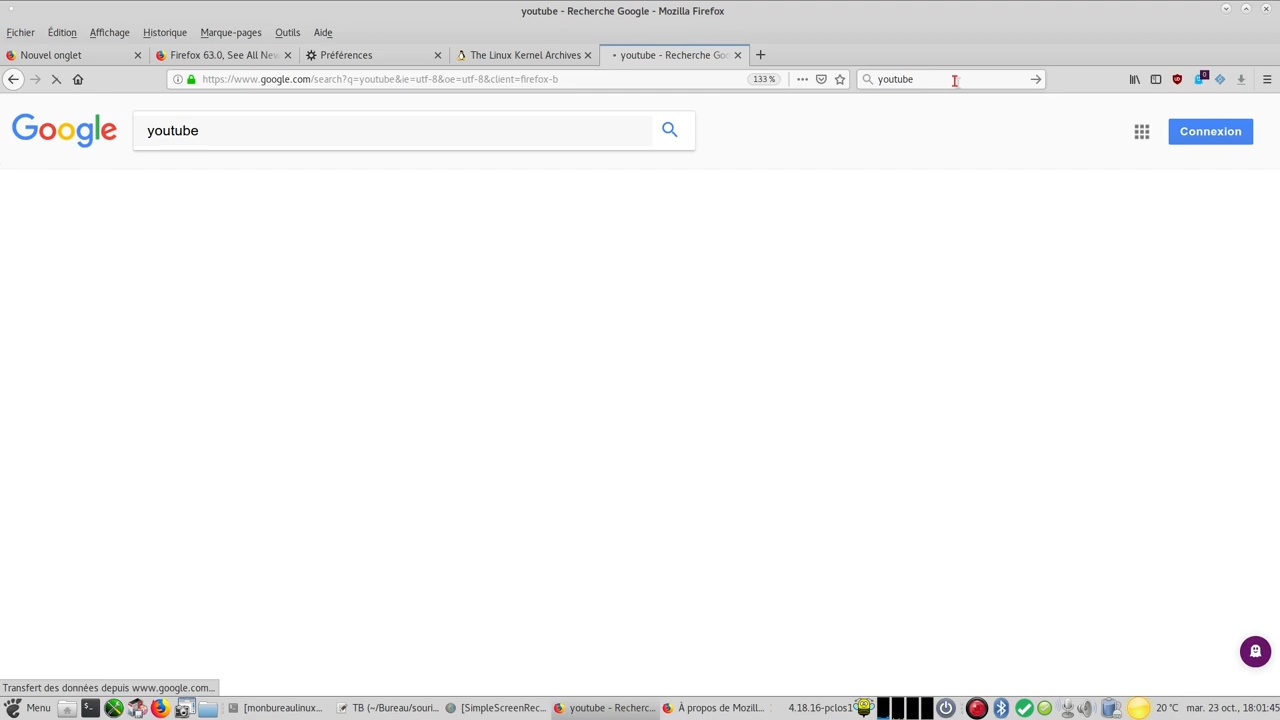 youtube - Recherche Google - Mozilla Firefox
Fichier Édition Affichage Historique Marque-pages Outils Aide
Nouvel onglet
Firefox 63.0, See All New
Préférences
The Linux Kernel Archives
youtube - Recherche Goo
https://www.google.com/search?q=youtube&ie=utf-8&oe=utf-8&client=firefox-b
133 %
youtube
0
Google
youtube
Connexion
Transfert des données depuis www.google.com...
Menu
[monbureaulinux...
TB (~/Bureau/souri...
[SimpleScreenRec...
youtube - Recherc...
À propos de Mozill...
4.18.16-pclos1
20 °C
mar. 23 oct., 18:01:45